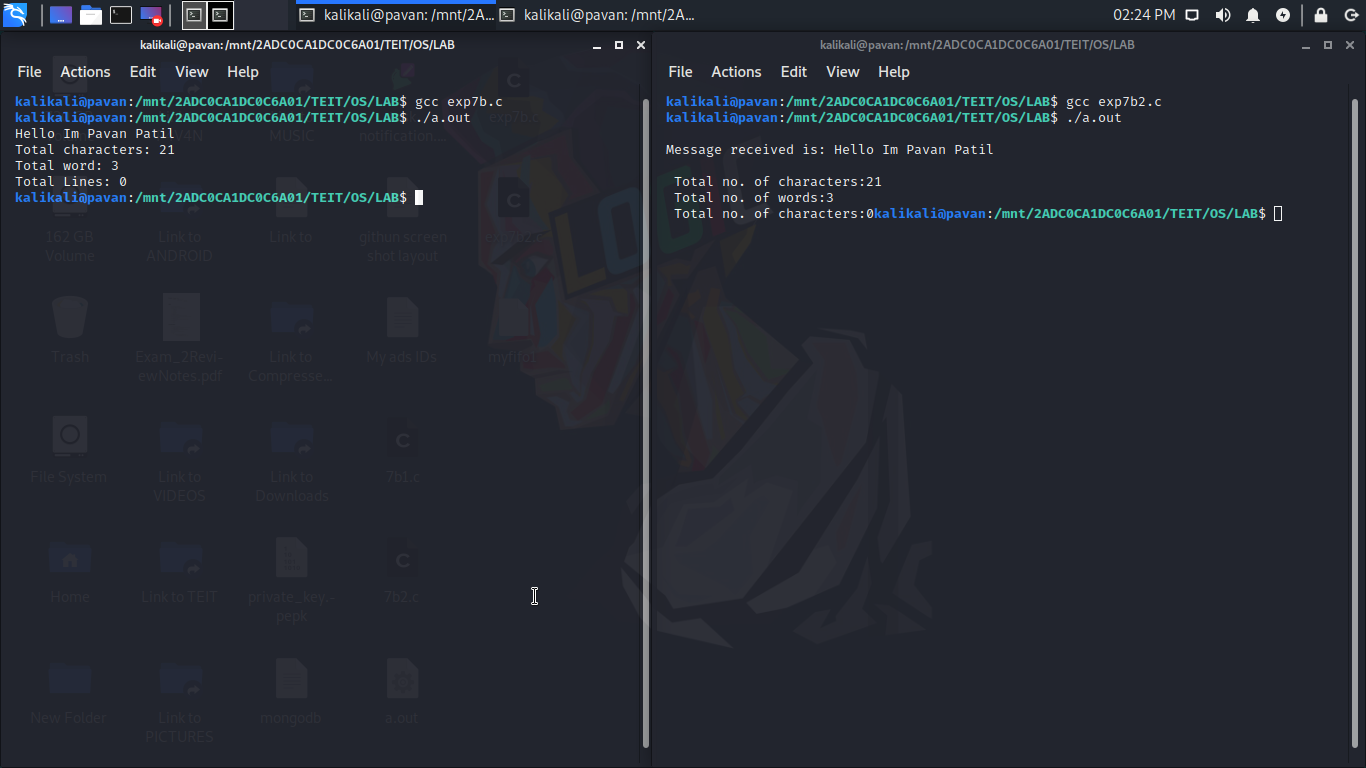 kalikali@pavan: /mnt/2A...
kalikali@pavan: /mnt/2A...
02:24 PM
kalikali@pavan:/mnt/2ADC0CA1DC0C6A01/TEIT/OS/LAB
File Actions Edit View Help
kalikali@pavan:/mnt/2ADC0CA1DC0C6A01/TEIT/OS/LAB$ gcc exp7b.c
kalikali@pavan:/mnt/2ADC0CA1DC0C6A01/TEIT/OS/LAB$ ./a.out
Hello Im Pavan Patil
Total characters: 21
Total word: 3
Total Lines: 0
kalikali@pavan:/mnt/2ADC0CA1DC0C6A01/TEIT/OS/LAB$
kalikali@pavan:/mnt/2ADC0CA1DC0C6A01/TEIT/OS/LAB
File Actions Edit View Help
kalikali@pavan:/mnt/2ADC0CA1DC0C6A01/TEIT/OS/LAB$ gcc exp7b2.c
kalikali@pavan:/mnt/2ADC0CA1DC0C6A01/TEIT/OS/LAB$ ./a.out
Message received is: Hello Im Pavan Patil
Total no. of characters:21
Total no. of words:3
Total no. of characters:0kalikali@pavan:/mnt/2ADC0CA1DC0C6A01/TEIT/OS/LAB$
MUSIC
notification....
162 GB
Volume
Link to
ANDROID
Link to
githun screen
shot layout
LOGIC
Trash
Exam_2Revi-
ewNotes.pdf
Link to
Compresse...
My ads IDs
myfifo1
File System
Link to
VIDEOS
Link to
Downloads
7b1.c
Home
Link to TEIT
private_key.-
pepk
7b2.c
New Folder
Link to
PICTURES
mongodb
a.out